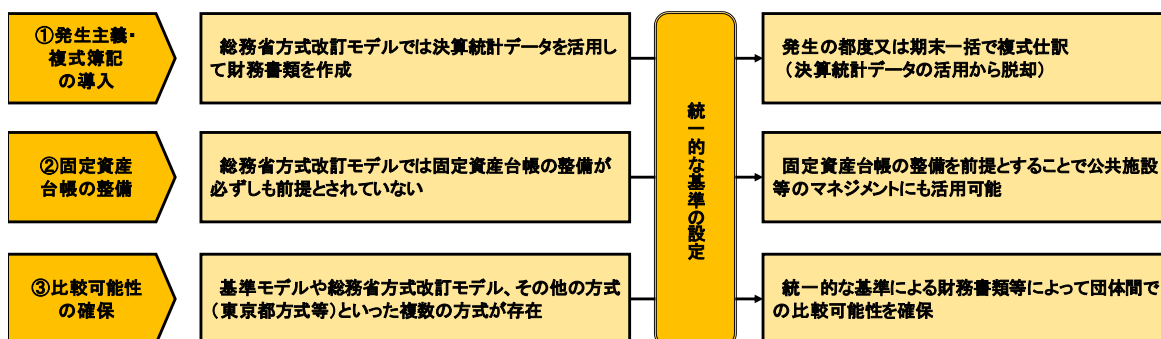 ①発生主義・
複式簿記
の導入
総務省方式改訂モデルでは決算統計データを活用し
て財務書類を作成
発生の都度又は期末一括で複式仕訳
（決算統計データの活用から脱却）
②固定資産
台帳の整備
総務省方式改訂モデルでは固定資産台帳の整備が
必ずしも前提とされていない
統一的な基準の設定
固定資産台帳の整備を前提とすることで公共施設
等のマネジメントにも活用可能
③比較可能性
の確保
基準モデルや総務省方式改訂モデル、その他の方式
（東京都方式等）といった複数の方式が存在
統一的な基準による財務書類等によって団体間で
の比較可能性を確保